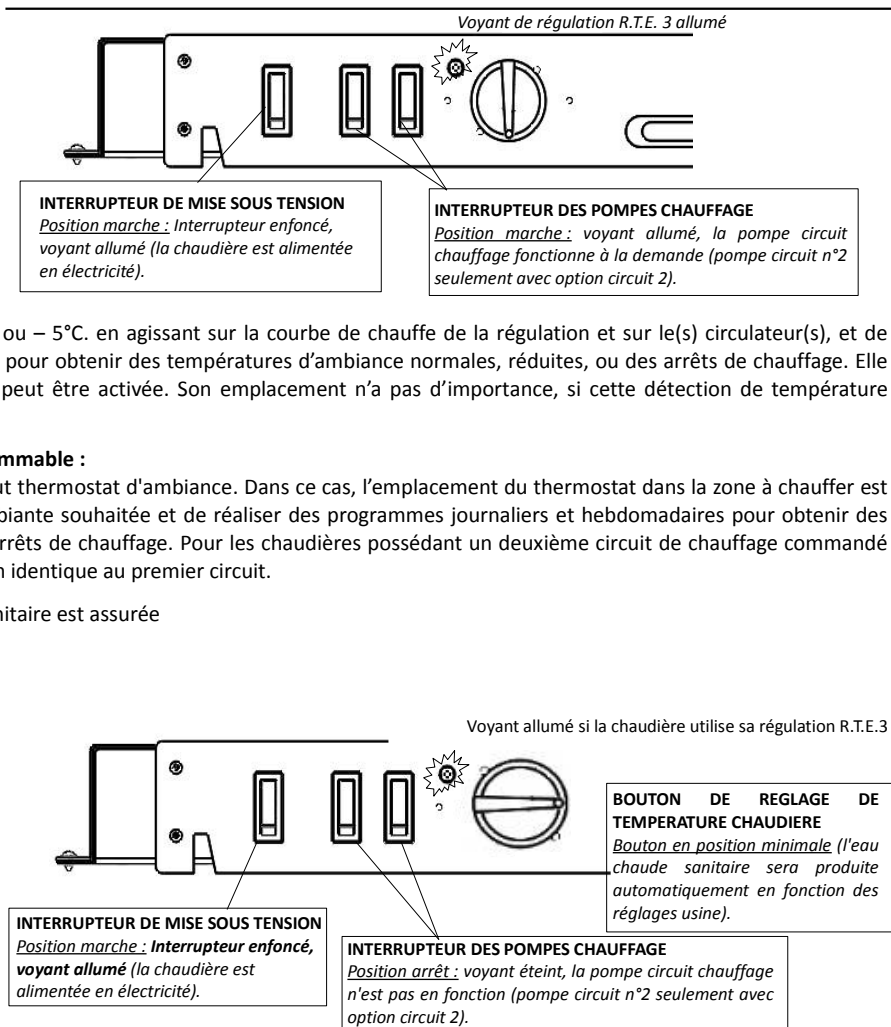 Voyant de régulation R.T.E. 3 allumé
INTERRUPTEUR DE MISE SOUS TENSION
Position marche : Interrupteur enfoncé,
voyant allumé (la chaudière est alimentée
en électricité).
INTERRUPTEUR DES POMPES CHAUFFAGE
Position marche : voyant allumé, la pompe circuit
chauffage fonctionne à la demande (pompe circuit n°2
seulement avec option circuit 2).
ou – 5°C. en agissant sur la courbe de chauffe de la régulation et sur le(s) circulateur(s), et de
pour obtenir des températures d’ambiance normales, réduites, ou des arrêts de chauffage. Elle
peut être activée. Son emplacement n’a pas d’importance, si cette détection de température
mmable :
ut thermostat d'ambiance. Dans ce cas, l’emplacement du thermostat dans la zone à chauffer est
biante souhaitée et de réaliser des programmes journaliers et hebdomadaires pour obtenir des
rrêts de chauffage. Pour les chaudières possédant un deuxième circuit de chauffage commandé
n identique au premier circuit.
nitaire est assurée
Voyant allumé si la chaudière utilise sa régulation R.T.E.3
BOUTON DE REGLAGE DE
TEMPERATURE CHAUDIERE
Bouton en position minimale (l'eau
chaude sanitaire sera produite
automatiquement en fonction des
réglages usine).
INTERRUPTEUR DE MISE SOUS TENSION
Position marche : Interrupteur enfoncé,
voyant allumé (la chaudière est
alimentée en électricité).
INTERRUPTEUR DES POMPES CHAUFFAGE
Position arrêt : voyant éteint, la pompe circuit chauffage
n'est pas en fonction (pompe circuit n°2 seulement avec
option circuit 2).